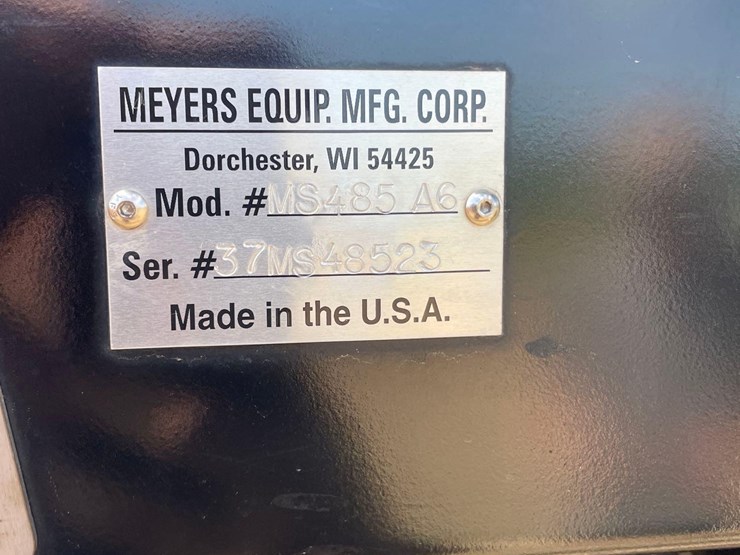 MEYERS EQUIP. MFG. CORP.
Dorchester, WI 54425
Mod. # MS485 A6
Ser. # 37MS48523
Made in the U.S.A.